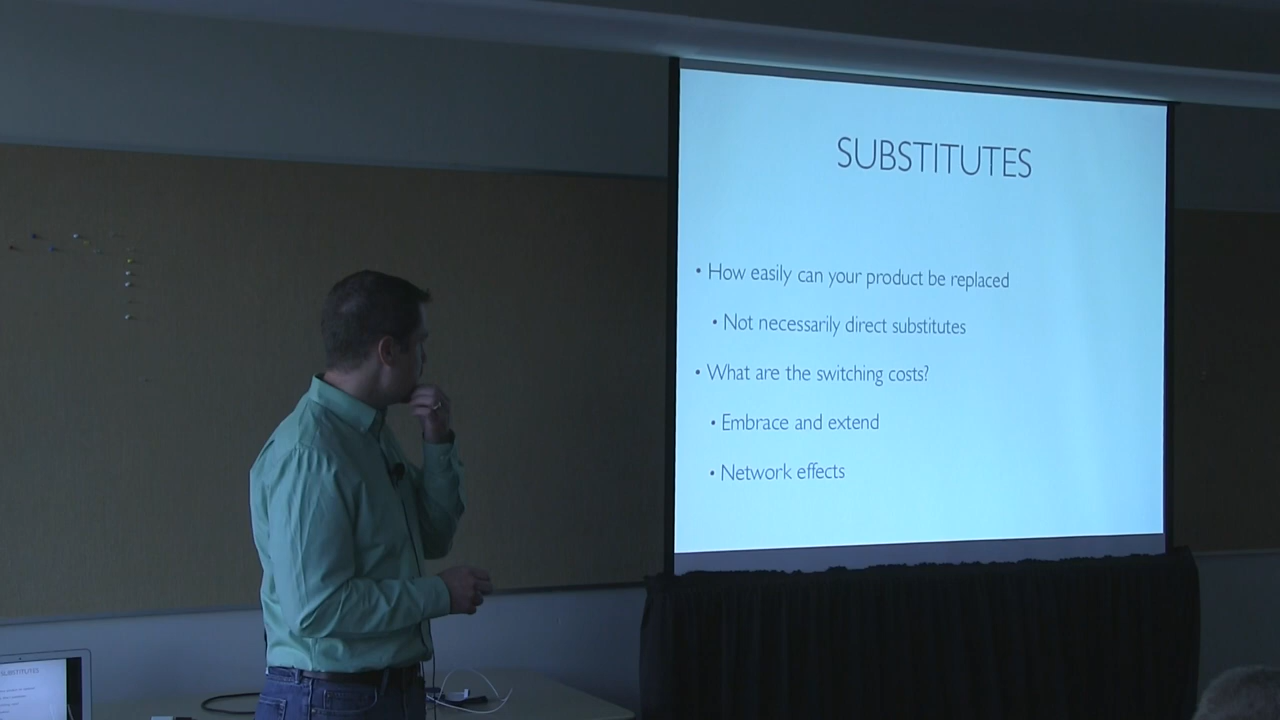 SUBSTITUTES
• How easily can your product be replaced
• Not necessarily direct substitutes
• What are the switching costs?
• Embrace and extend
• Network effects
SUBSTITUTES